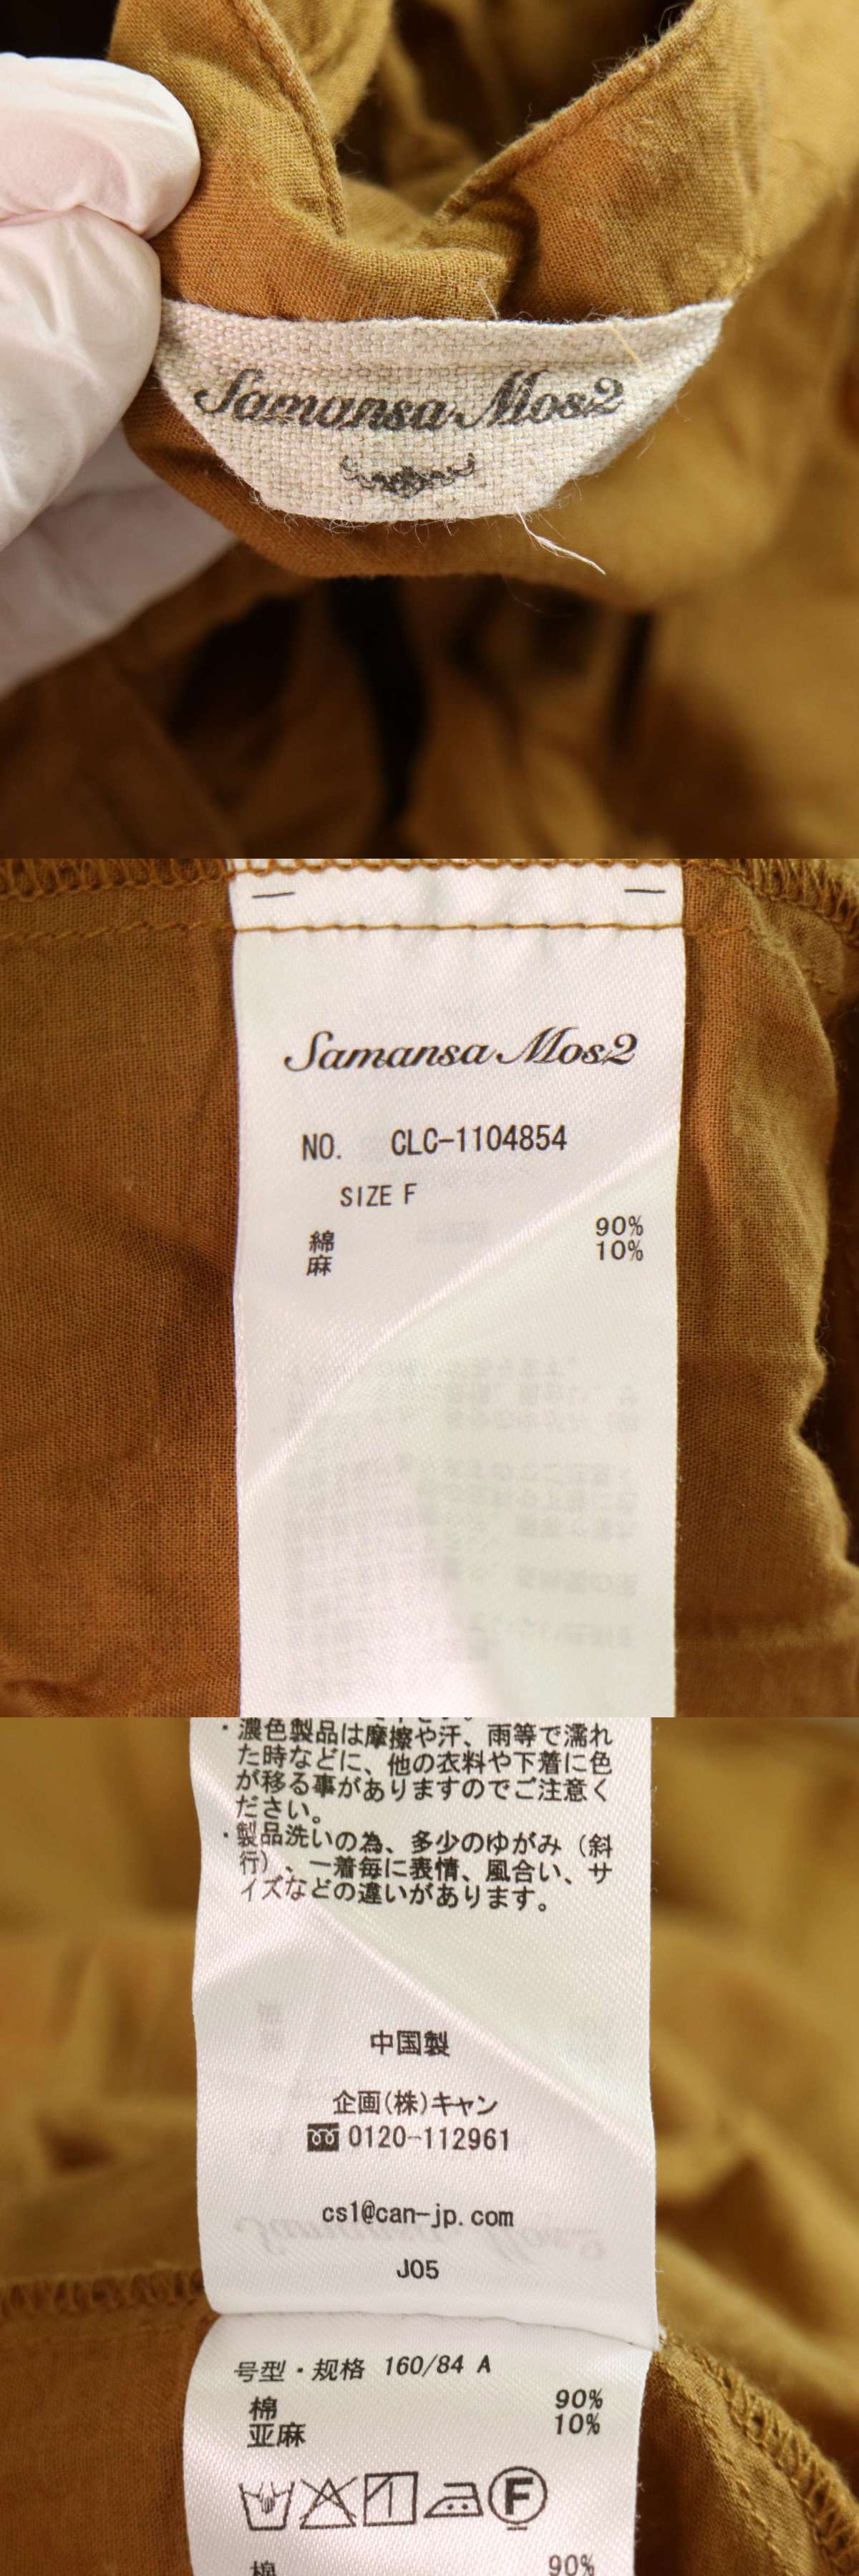 Samansa Mos2
Samansa Mos2
NO. CLC-1104854
SIZE F
綿 90%
麻 10%
・濃色製品は摩擦や汗、雨等で濡れ
た時などに、他の衣料や下着に色
が移る事がありますのでご注意く
ださい。
・製品洗いの為、多少のゆがみ（斜
行）、一着毎に表情、風合い、サ
イズなどの違いがあります。
中国製
企画(株)キャン
0120-112961
cs1@can-jp.com
J05
号型・规格 160/84 A
棉 90%
亚麻 10%
F
棉 90%